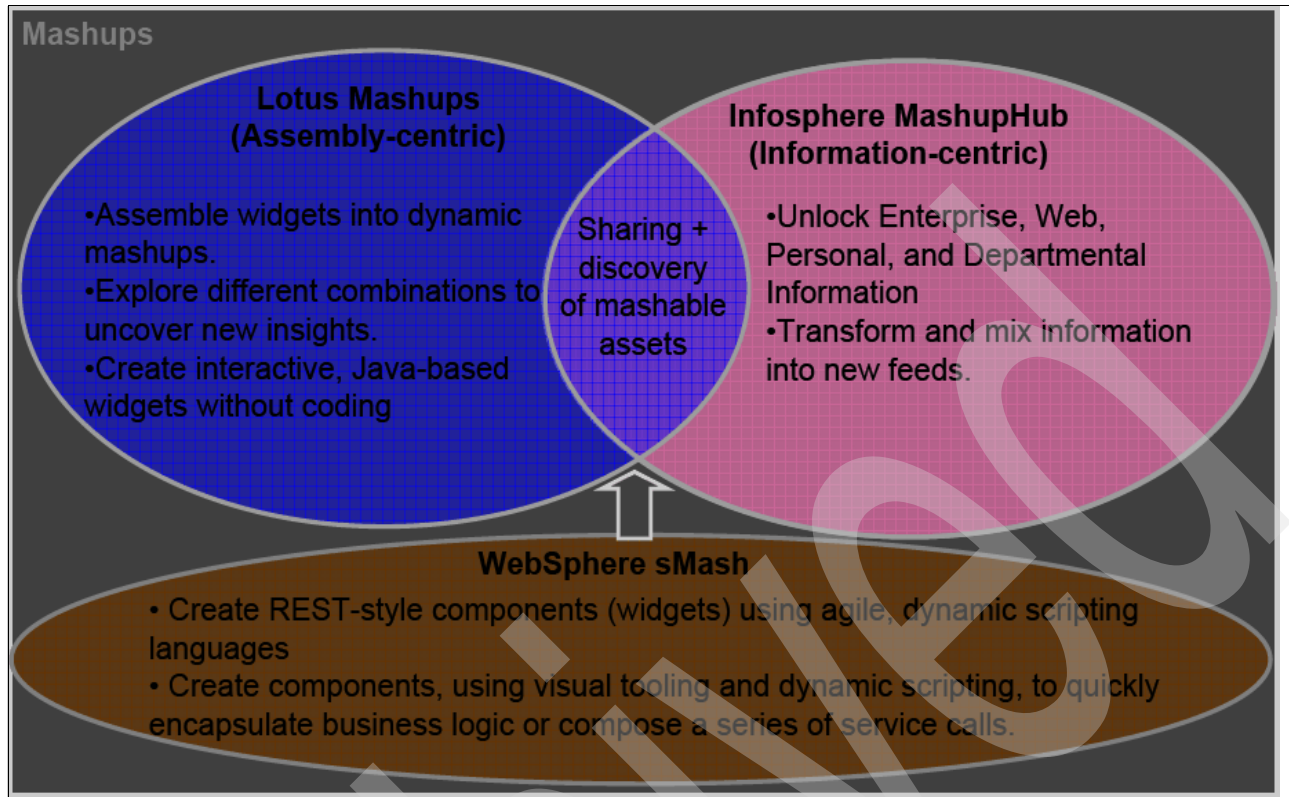 Mashups
Lotus Mashups
(Assembly-centric)
•Assemble widgets into dynamic
mashups.
•Explore different combinations to
uncover new insights.
•Create interactive, Java-based
widgets without coding
Sharing +
discovery
of mashable
assets
Infosphere MashupHub
(Information-centric)
•Unlock Enterprise, Web,
Personal, and Departmental
Information
•Transform and mix information
into new feeds.
WebSphere sMash
• Create REST-style components (widgets) using agile, dynamic scripting
languages
• Create components, using visual tooling and dynamic scripting, to quickly
encapsulate business logic or compose a series of service calls.